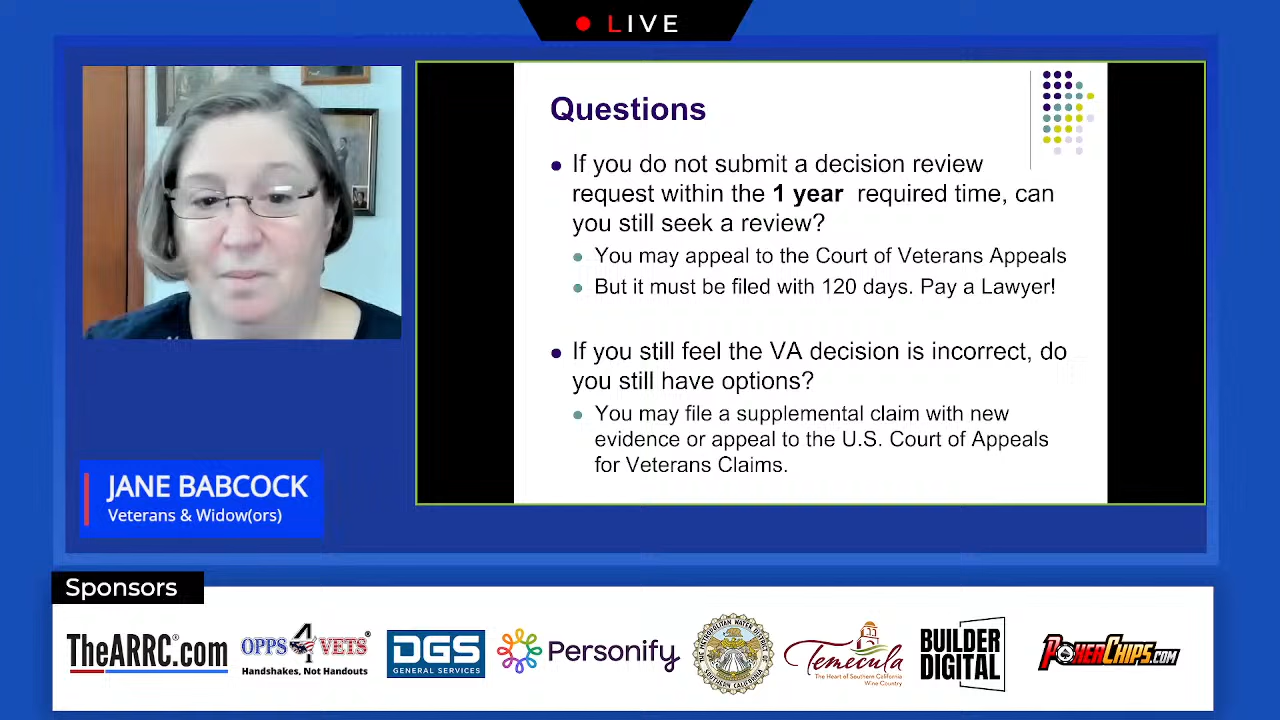 LIVE
Questions
If you do not submit a decision review
request within the 1 year required time, can
you still seek a review?
You may appeal to the Court of Veterans Appeals
But it must be filed with 120 days. Pay a Lawyer!
If you still feel the VA decision is incorrect, do
you still have options?
You may file a supplemental claim with new
evidence or appeal to the U.S. Court of Appeals
for Veterans Claims.
JANE BABCOCK
Veterans & Widow(ors)
Sponsors
TheARRC.com
OPPS 4 VETS®
Handshakes, Not Handouts
DGS
GENERAL SERVICES
Personify
Temecula
The Heart of Southern California
Wine Country
BUILDER
DIGITAL
POKERCHIPS.COM